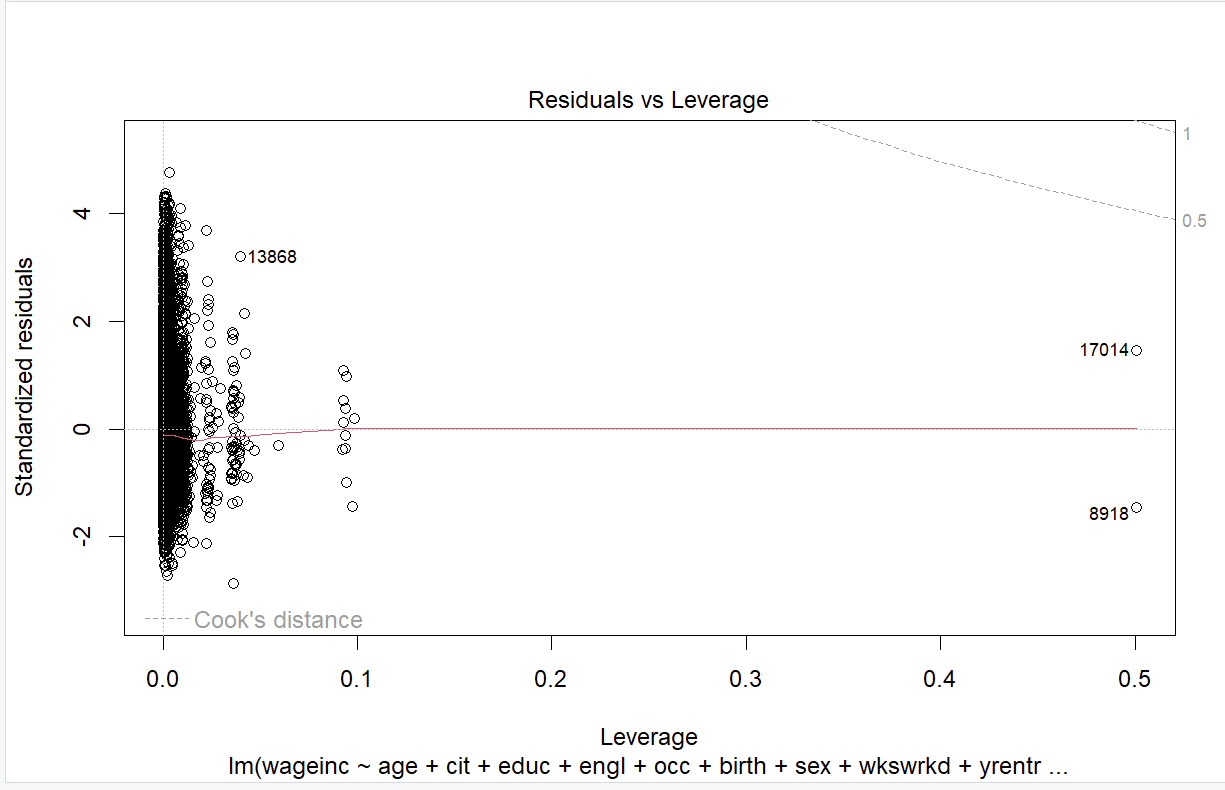 Residuals vs Leverage
Standardized residuals
4
2
0
-2
13868
17014
8918
1
0.5
Cook's distance
0.0 0.1 0.2 0.3 0.4 0.5
Leverage
lm(wageinc ~ age + cit + educ + engl + occ + birth + sex + wkswrkd + yrentr ...